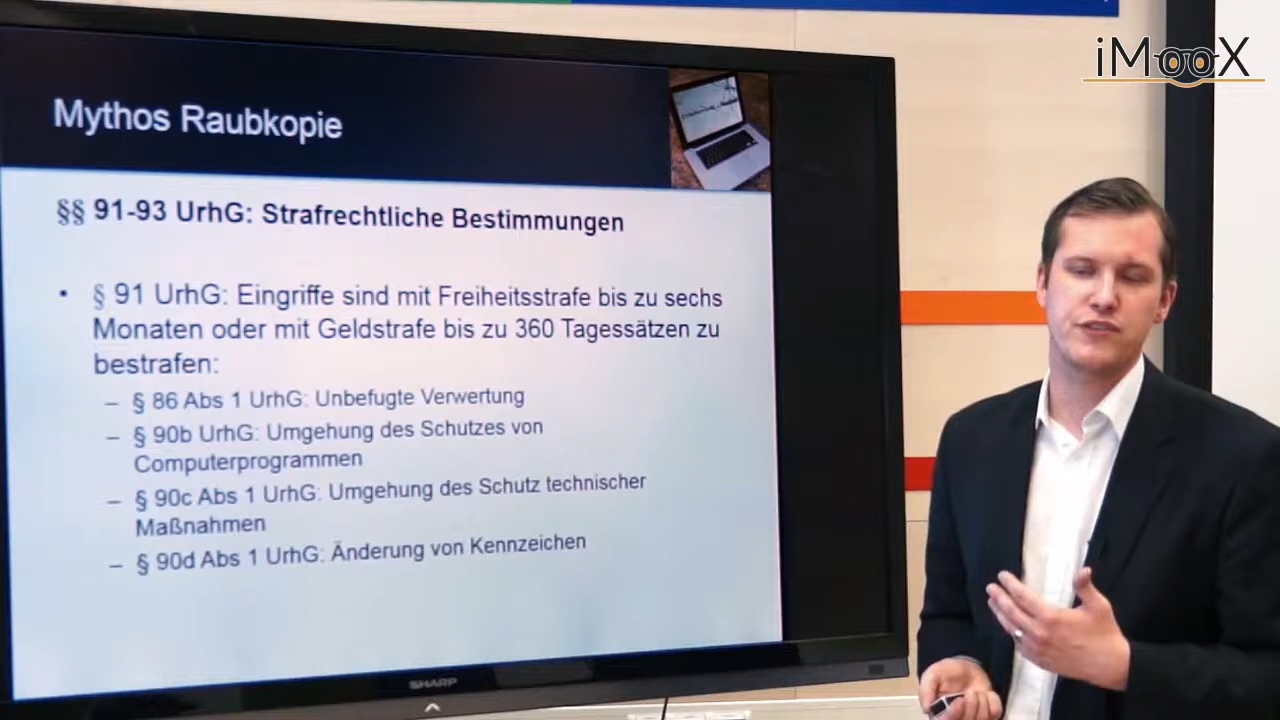 iMooX
Mythos Raubkopie
§§ 91-93 UrhG: Strafrechtliche Bestimmungen
• § 91 UrhG: Eingriffe sind mit Freiheitsstrafe bis zu sechs
Monaten oder mit Geldstrafe bis zu 360 Tagessätzen zu
bestrafen:
– § 86 Abs 1 UrhG: Unbefugte Verwertung
– § 90b UrhG: Umgehung des Schutzes von
Computerprogrammen
– § 90c Abs 1 UrhG: Umgehung des Schutz technischer
Maßnahmen
– § 90d Abs 1 UrhG: Änderung von Kennzeichen
SHARP